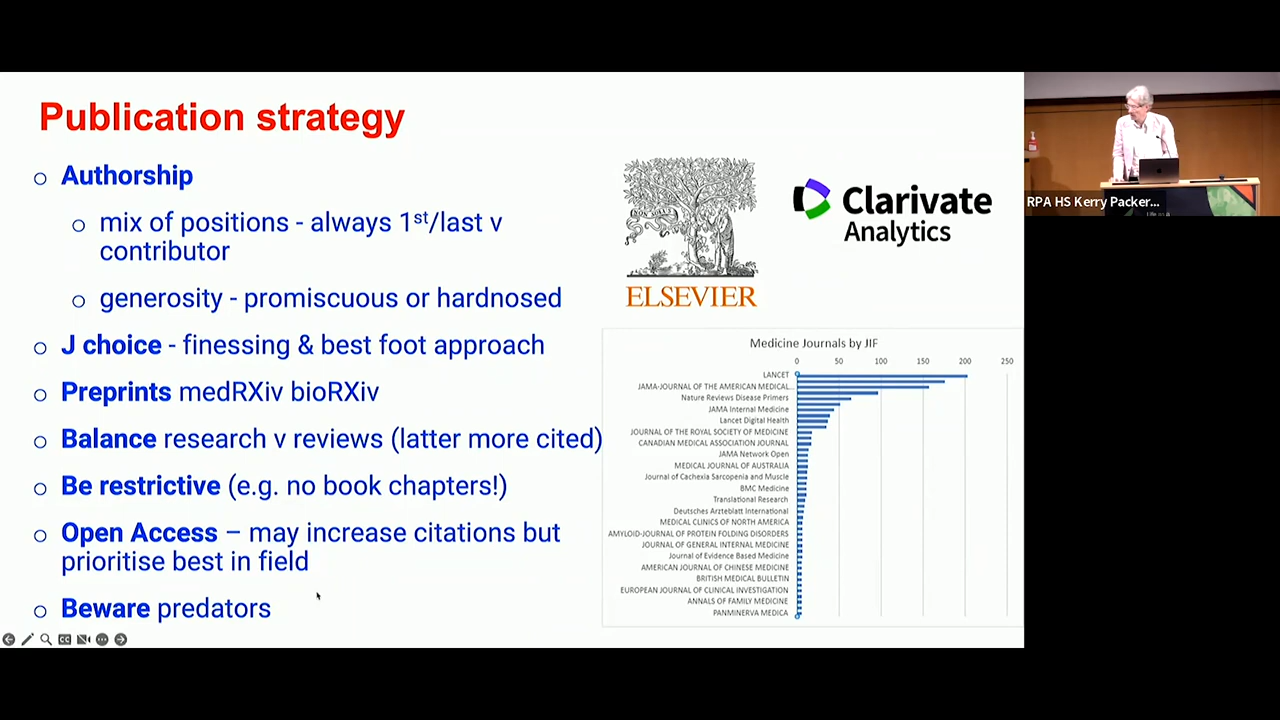 Publication strategy
o Authorship
o mix of positions - always 1st/last v
contributor
o generosity - promiscuous or hardnosed
o J choice - finessing & best foot approach
o Preprints medRXiv bioRXiv
o Balance research v reviews (latter more cited)
o Be restrictive (e.g. no book chapters!)
o Open Access – may increase citations but
prioritise best in field
o Beware predators
ELSEVIER
Clarivate
Analytics
Medicine Journals by JIF
0 50 100 150 200 250
LANCET
JAMA-JOURNAL OF THE AMERICAN MEDICAL...
Nature Reviews Disease Primers
JAMA Internal Medicine
Lancet Digital Health
JOURNAL OF THE ROYAL SOCIETY OF MEDICINE
CANADIAN MEDICAL ASSOCIATION JOURNAL
JAMA Network Open
MEDICAL JOURNAL OF AUSTRALIA
Journal of Cachexia Sarcopenia and Muscle
BMC Medicine
Translational Research
Deutsches Arzteblatt International
MEDICAL CLINICS OF NORTH AMERICA
AMYLOID-JOURNAL OF PROTEIN FOLDING DISORDERS
JOURNAL OF GENERAL INTERNAL MEDICINE
Journal of Evidence Based Medicine
AMERICAN JOURNAL OF CHINESE MEDICINE
BRITISH MEDICAL BULLETIN
EUROPEAN JOURNAL OF CLINICAL INVESTIGATION
ANNALS OF FAMILY MEDICINE
PANMINERVA MEDICA
RPA HS Kerry Packer...